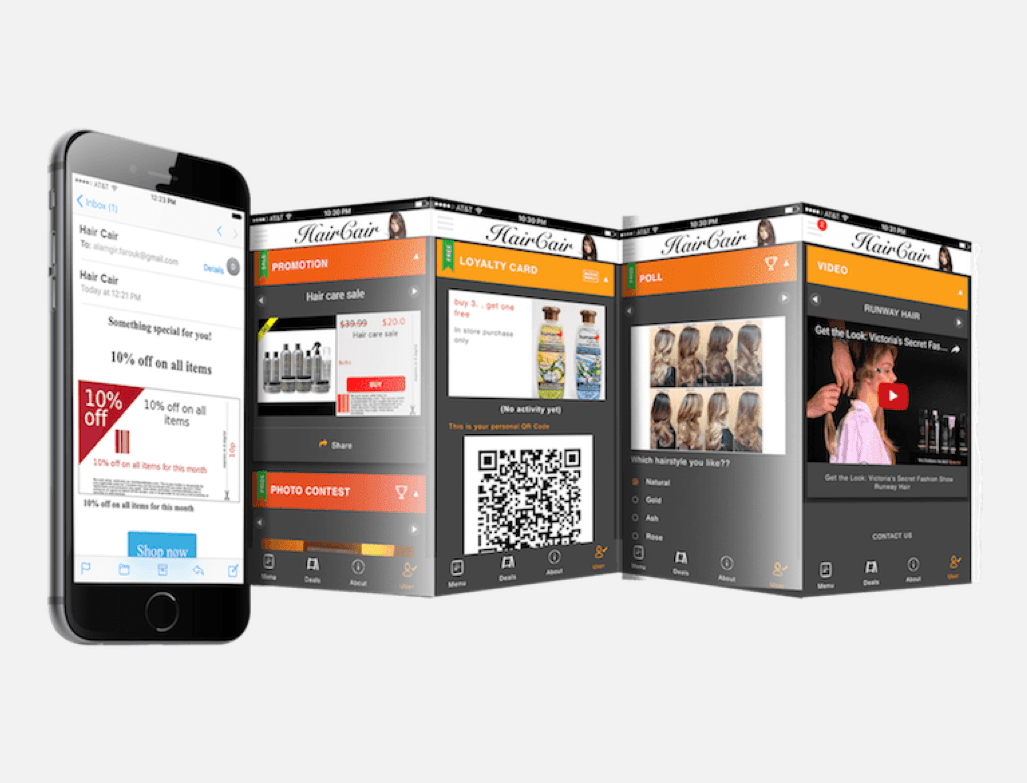 AT&T
12:23 PM
Inbox (1)
Hair Cair
To: alamgir.farouk@gmail.com
Details
Hair Cair
Today at 12:21 PM
Something special for you!
10% off on all items
10%
off
10% off on all
items
10% off on all items for this month
10% off on all items for this month
Shop now
AT&T
10:30 PM
HairCair
SALE
PROMOTION
Hair care sale
$39.99 $20.0
Hair care sale
BUY
Share
PRIZE
PHOTO CONTEST
Menu
Deals
About
User
AT&T
10:30 PM
HairCair
FREE
LOYALTY CARD
buy 3. , get one
free
In store purchase
only
(No activity yet)
This is your personal QR Code
Menu
Deals
About
User
AT&T
10:30 PM
HairCair
POLL
Which hairstyle you like??
Natural
Gold
Ash
Rose
Menu
Deals
About
User
AT&T
10:31 PM
2
HairCair
VIDEO
RUNWAY HAIR
Get the Look: Victoria's Secret Fas...
Get the Look: Victoria's Secret Fashion Show
Runway Hair
CONTACT US
Menu
Deals
About
User